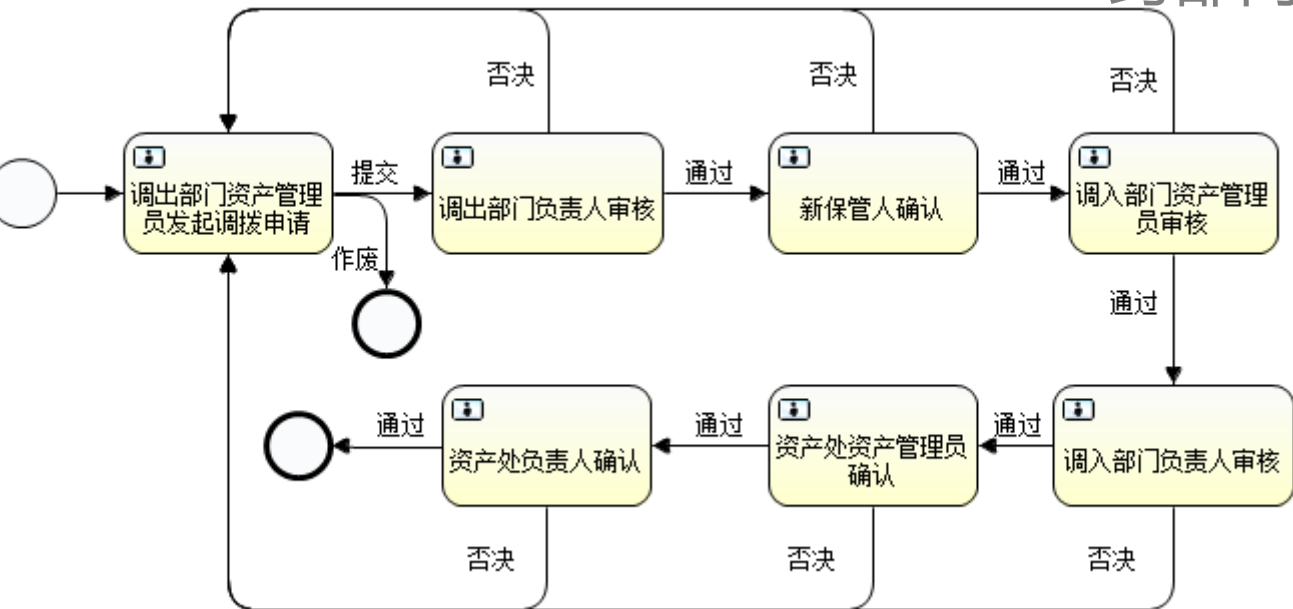 否决
否决
否决
调出部门资产管理
员发起调拨申请
提交
调出部门负责人审核
通过
新保管人确认
通过
调入部门资产管理
员审核
作废
通过
通过
资产处负责人确认
通过
资产处资产管理员
确认
通过
调入部门负责人审核
否决
否决
否决